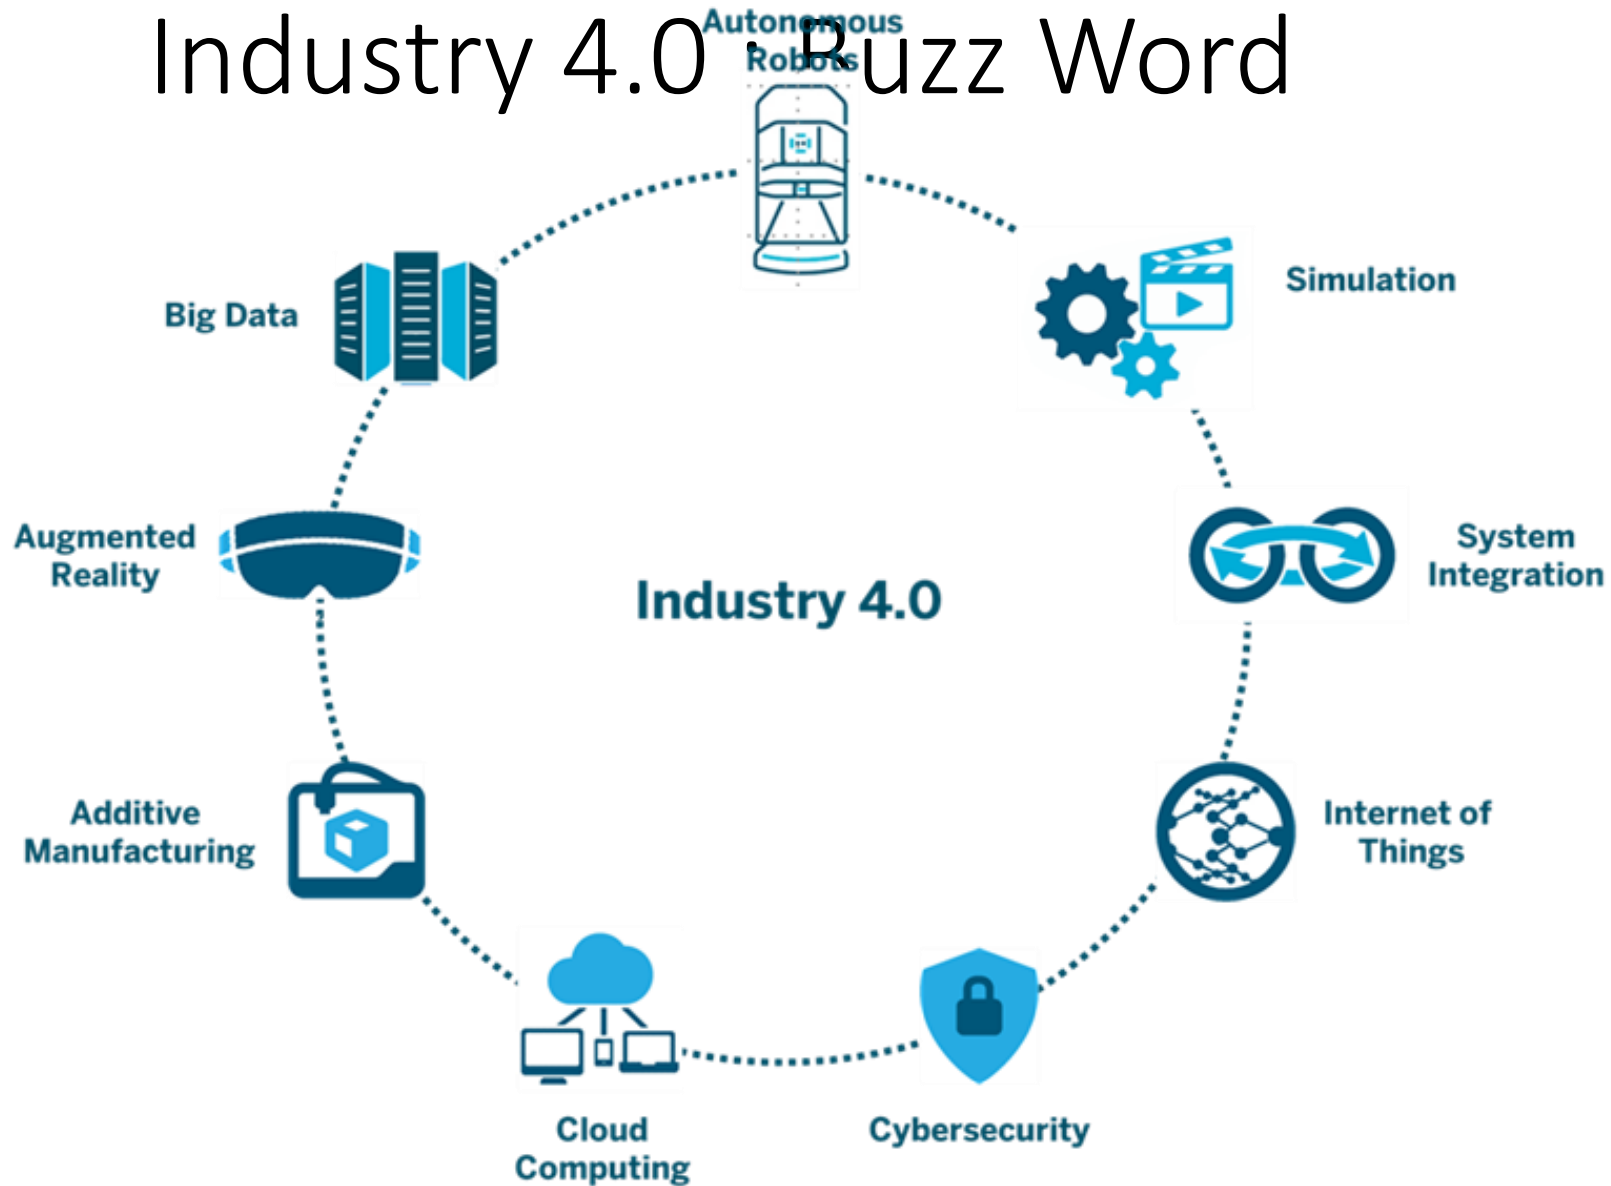 Industry 4.0 : Buzz Word
Autonomous
Robots
Simulation
Big Data
System
Integration
Augmented
Reality
Industry 4.0
Internet of
Things
Additive
Manufacturing
Cybersecurity
Cloud
Computing